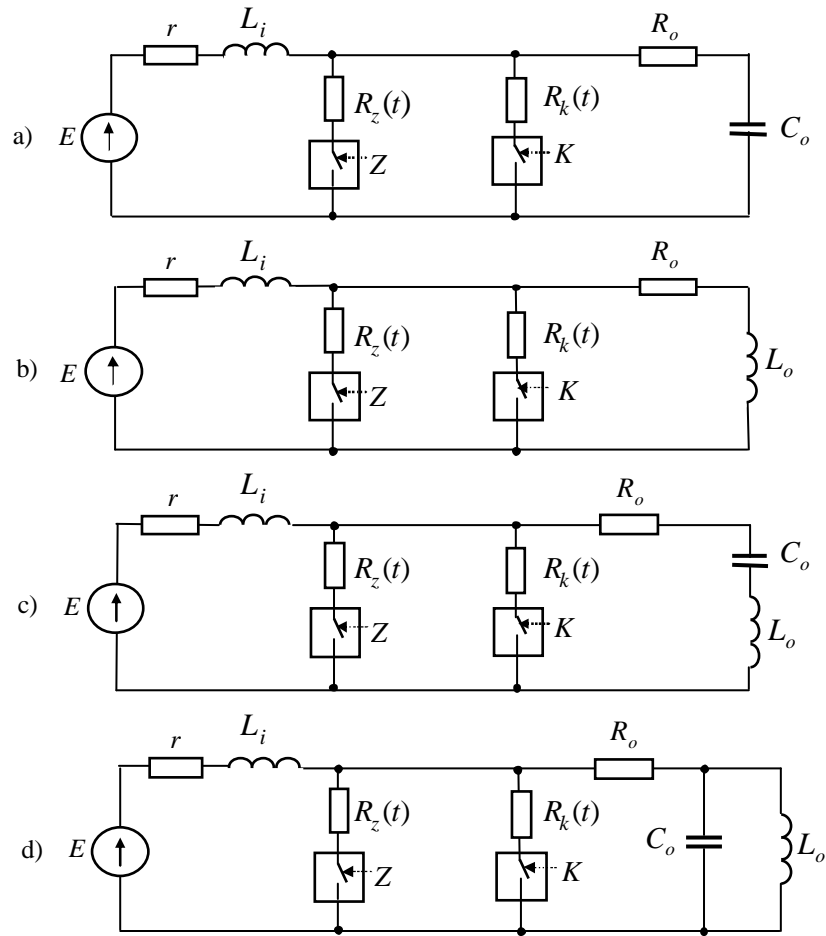 a)
r
L_i
R_o
R_z(t)
R_k(t)
E
Z
K
C_o
b)
r
L_i
R_o
R_z(t)
R_k(t)
E
Z
K
L_o
c)
r
L_i
R_o
R_z(t)
R_k(t)
C_o
E
Z
K
L_o
d)
r
L_i
R_o
R_z(t)
R_k(t)
E
Z
K
C_o
L_o